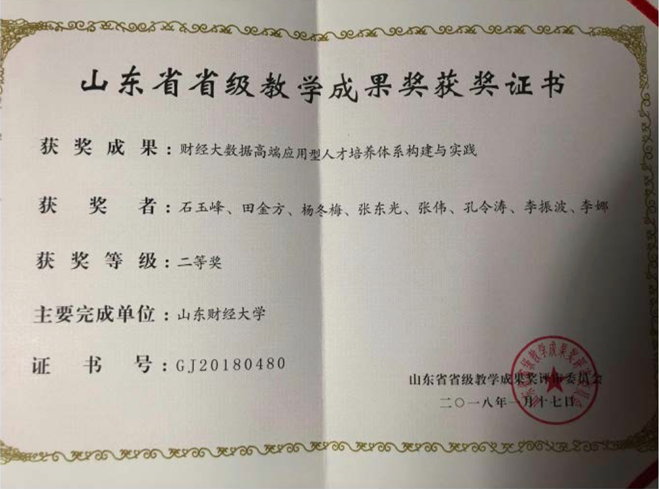 山东省省级教学成果奖获奖证书
获奖成果：财经大数据高端应用型人才培养体系构建与实践
获奖者：石玉峰、田金方、杨冬梅、张东光、张伟、孔令涛、李振波、李娜
获奖等级：二等奖
主要完成单位：山东财经大学
证书号：GJ20180480
山东省省级教学成果奖评审委员会
二〇一八年一月十七日